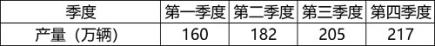 季度 第一季度 第二季度 第三季度 第四季度
产量（万辆） 160 182 205 217